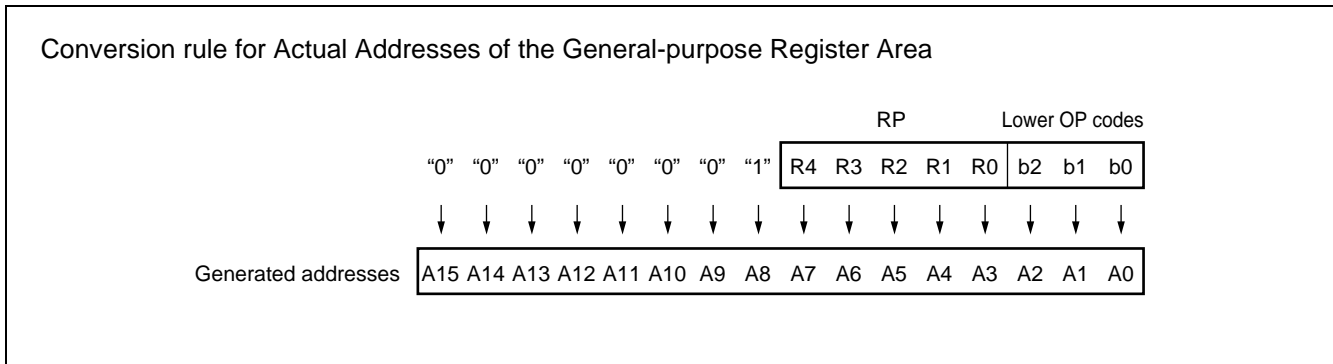 Conversion rule for Actual Addresses of the General-purpose Register Area
RP Lower OP codes
“0” “0” “0” “0” “0” “0” “0” “1” R4 R3 R2 R1 R0 b2 b1 b0
Generated addresses A15 A14 A13 A12 A11 A10 A9 A8 A7 A6 A5 A4 A3 A2 A1 A0